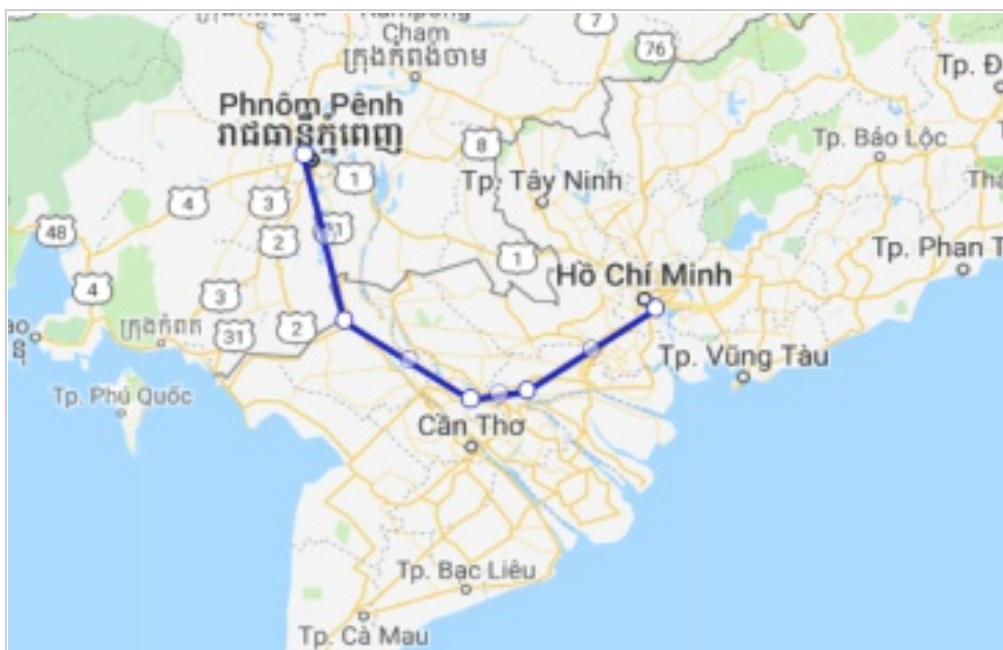 7
Cham
ក្រុងកំពង់ចាម
76
Phnôm Pênh
រាជធានីភ្នំពេញ
Tp. Đ
8
Tp. Bảo Lộc
1
Tp. Tây Ninh
4
3
48
2
1
Tp. Phan T
4
Hồ Chí Minh
3
ក្រុងកំពត
31
2
Tp. Vũng Tàu
Tp. Phú Quốc
Cần Thơ
Tp. Bạc Liêu
Tp. Cà Mau